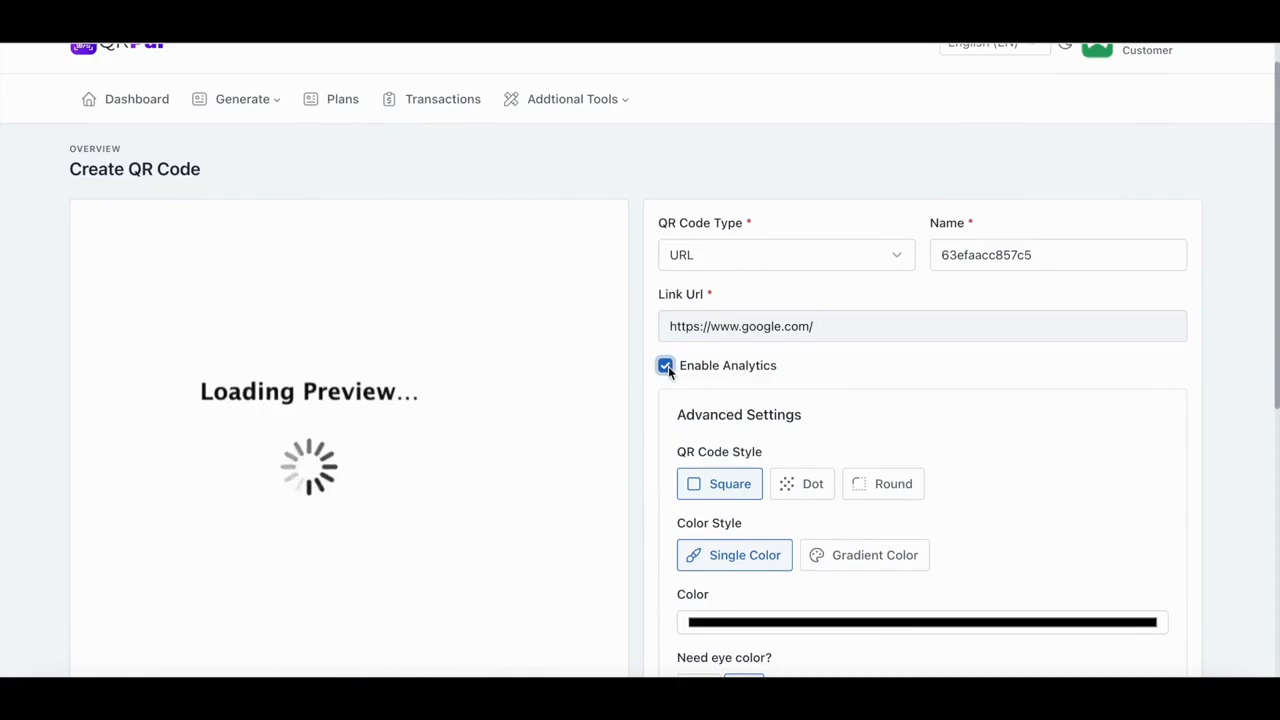 English (EN)
Customer
Dashboard Generate Plans Transactions Addtional Tools
OVERVIEW
Create QR Code
Loading Preview...
QR Code Type * Name *
URL 63efaacc857c5
Link Url *
https://www.google.com/
Enable Analytics
Advanced Settings
QR Code Style
Square Dot Round
Color Style
Single Color Gradient Color
Color
Need eye color?